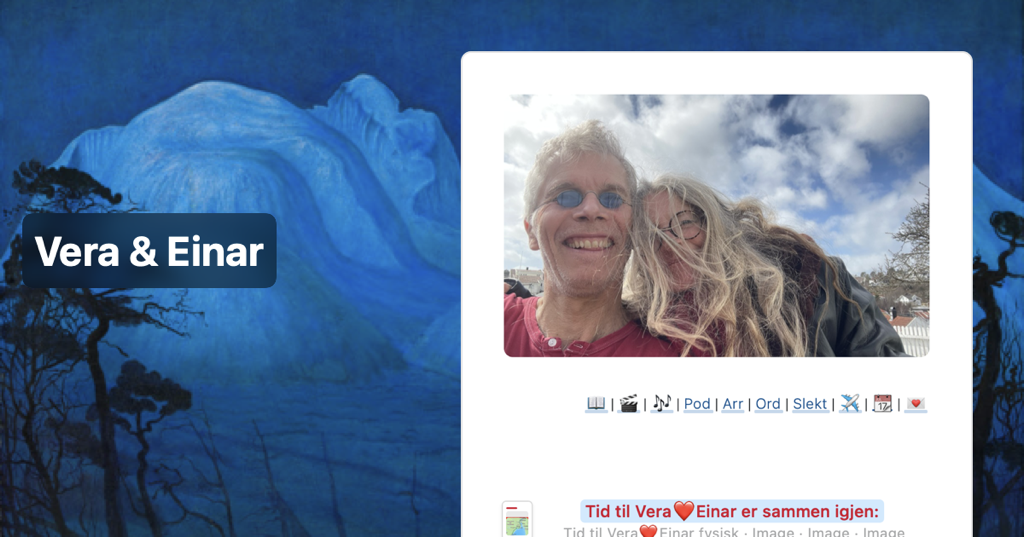 Vera & Einar
📖 | 🎬 | 🎶 | Pod | Arr | Ord | Slekt | ✈️ | 📆 | 💌
Tid til Vera❤️Einar er sammen igjen:
Tid til Vera❤️Einar fysisk · Image · Image · Image